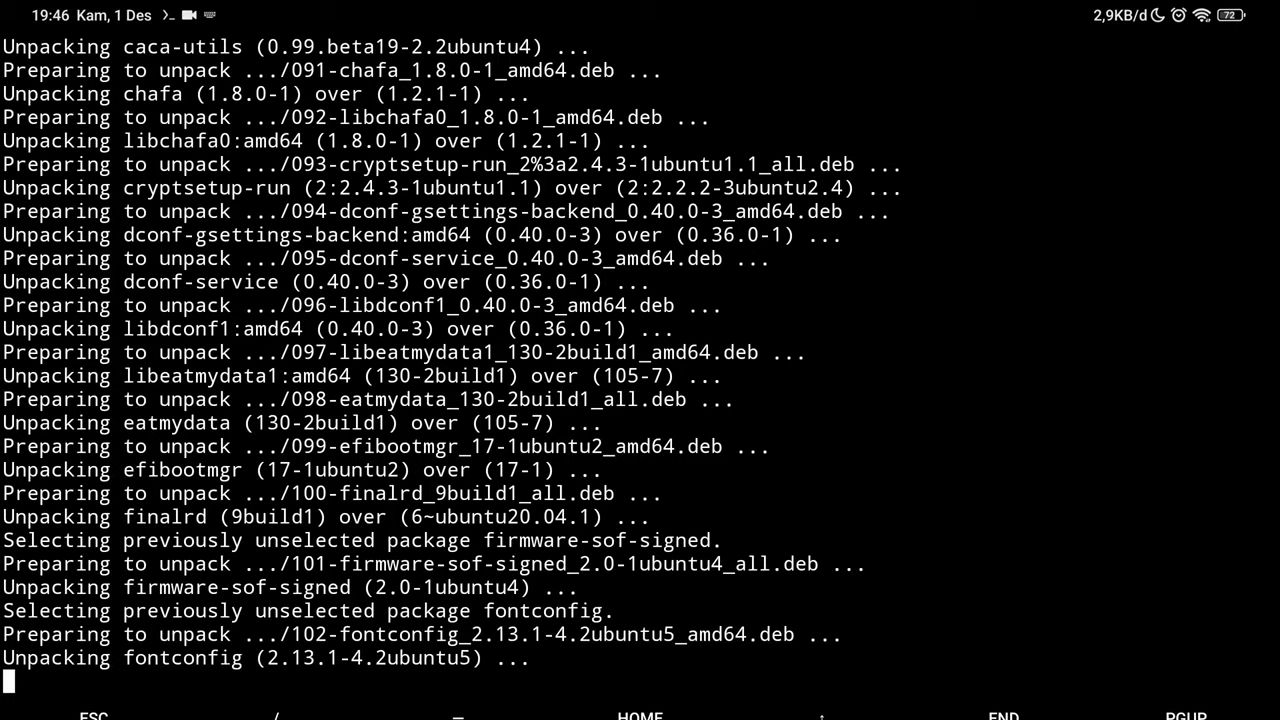 19:46 Kam, 1 Des >_ 2,9KB/d 72
Unpacking caca-utils (0.99.beta19-2.2ubuntu4) ...
Preparing to unpack .../091-chafa_1.8.0-1_amd64.deb ...
Unpacking chafa (1.8.0-1) over (1.2.1-1) ...
Preparing to unpack .../092-libchafa0_1.8.0-1_amd64.deb ...
Unpacking libchafa0:amd64 (1.8.0-1) over (1.2.1-1) ...
Preparing to unpack .../093-cryptsetup-run_2%3a2.4.3-1ubuntu1.1_all.deb ...
Unpacking cryptsetup-run (2:2.4.3-1ubuntu1.1) over (2:2.2.2-3ubuntu2.4) ...
Preparing to unpack .../094-dconf-gsettings-backend_0.40.0-3_amd64.deb ...
Unpacking dconf-gsettings-backend:amd64 (0.40.0-3) over (0.36.0-1) ...
Preparing to unpack .../095-dconf-service_0.40.0-3_amd64.deb ...
Unpacking dconf-service (0.40.0-3) over (0.36.0-1) ...
Preparing to unpack .../096-libdconf1_0.40.0-3_amd64.deb ...
Unpacking libdconf1:amd64 (0.40.0-3) over (0.36.0-1) ...
Preparing to unpack .../097-libeatmydata1_130-2build1_amd64.deb ...
Unpacking libeatmydata1:amd64 (130-2build1) over (105-7) ...
Preparing to unpack .../098-eatmydata_130-2build1_all.deb ...
Unpacking eatmydata (130-2build1) over (105-7) ...
Preparing to unpack .../099-efibootmgr_17-1ubuntu2_amd64.deb ...
Unpacking efibootmgr (17-1ubuntu2) over (17-1) ...
Preparing to unpack .../100-finalrd_9build1_all.deb ...
Unpacking finalrd (9build1) over (6~ubuntu20.04.1) ...
Selecting previously unselected package firmware-sof-signed.
Preparing to unpack .../101-firmware-sof-signed_2.0-1ubuntu4_all.deb ...
Unpacking firmware-sof-signed (2.0-1ubuntu4) ...
Selecting previously unselected package fontconfig.
Preparing to unpack .../102-fontconfig_2.13.1-4.2ubuntu5_amd64.deb ...
Unpacking fontconfig (2.13.1-4.2ubuntu5) ...
ESC / — HOME ↑ END PGUP